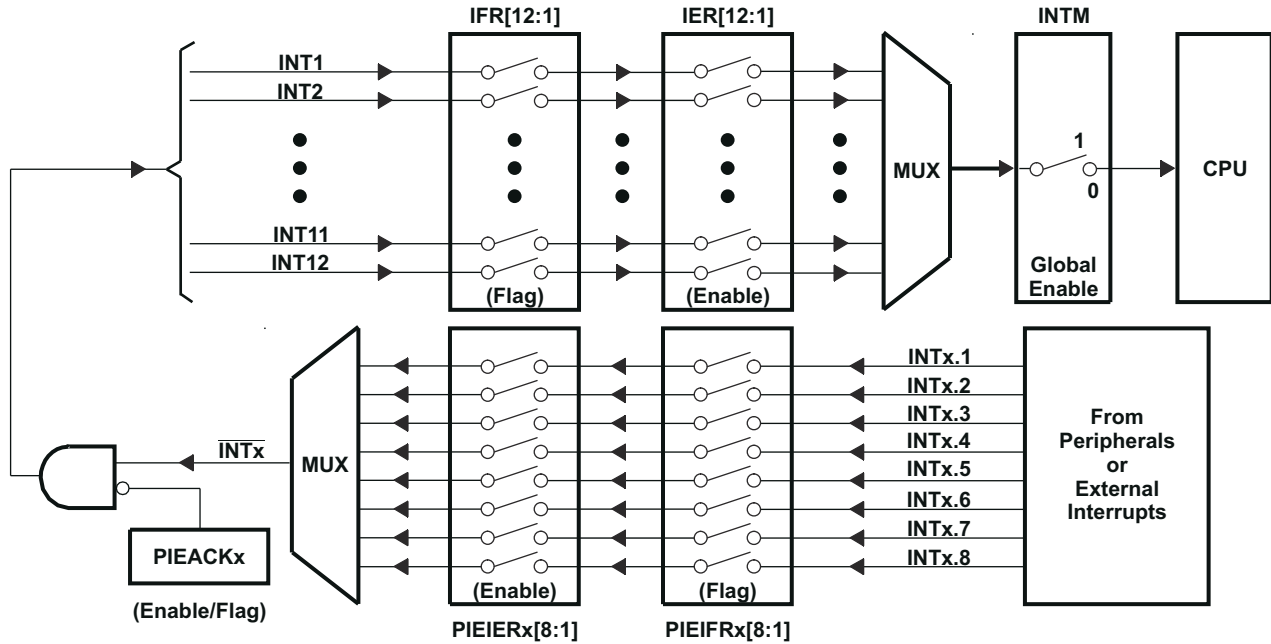 IFR[12:1]
IER[12:1]
INTM
INT1
INT2
1
MUX
CPU
0
INT11
INT12
Global
Enable
(Flag)
(Enable)
INTx.1
INTx.2
INTx.3
INTx.4
INTx.5
INTx.6
INTx.7
INTx.8
From
Peripherals
or
External
Interrupts
INTx
MUX
PIEACKx
(Enable/Flag)
(Enable)
(Flag)
PIEIERx[8:1]
PIEIFRx[8:1]